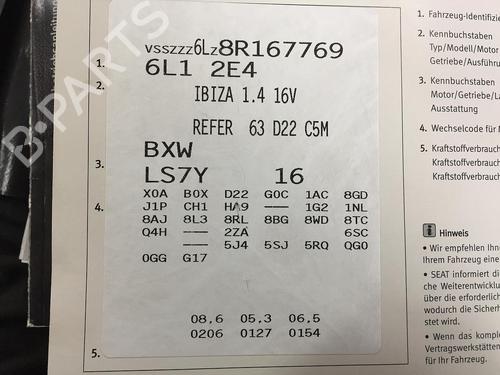 VSSZZZ6LZ8R167769
1.
6L1 2E4
2.
IBIZA 1.4 16V
REFER 63 D22 C5M
3.
BXW
LS7Y 16
X0A B0X D22 G0C 1AC 8GD
4.
J1P CH1 HA9 --- 1G2 1NL
8AJ 8L3 8RL 8BG 8WD 8TC
Q4H --- 2ZA 6SC
--- 5J4 5SJ 5RQ QG0
0GG G17
08,6 05.3 06.5
0206 0127 0154
5.
1. Fahrzeug-Identifizie
2. Kennbuchstaben
Typ/Modell/Motor
Getriebe/Ausführu
3. Kennbuchstaben
Motor/Getriebe/La
Ausstattung
4. Wechselcode für M
5. Kraftstoffverbrauch
Kraftstoffverbrauch
Kraftstoffverbrauch
i Hinweis
• Wir empfehlen Ihne
Ihrem Fahrzeug eine
• SEAT informiert di
che Weiterentwicklu
über die erforderlic
wodurch die Sicherh
stet wird.
• Wenn das komple
Vertragswerkstätten
für Ihr Fahrzeug
B-PARTS